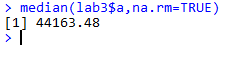 > median(lab3$a,na.rm=TRUE)
[1] 44163.48
>